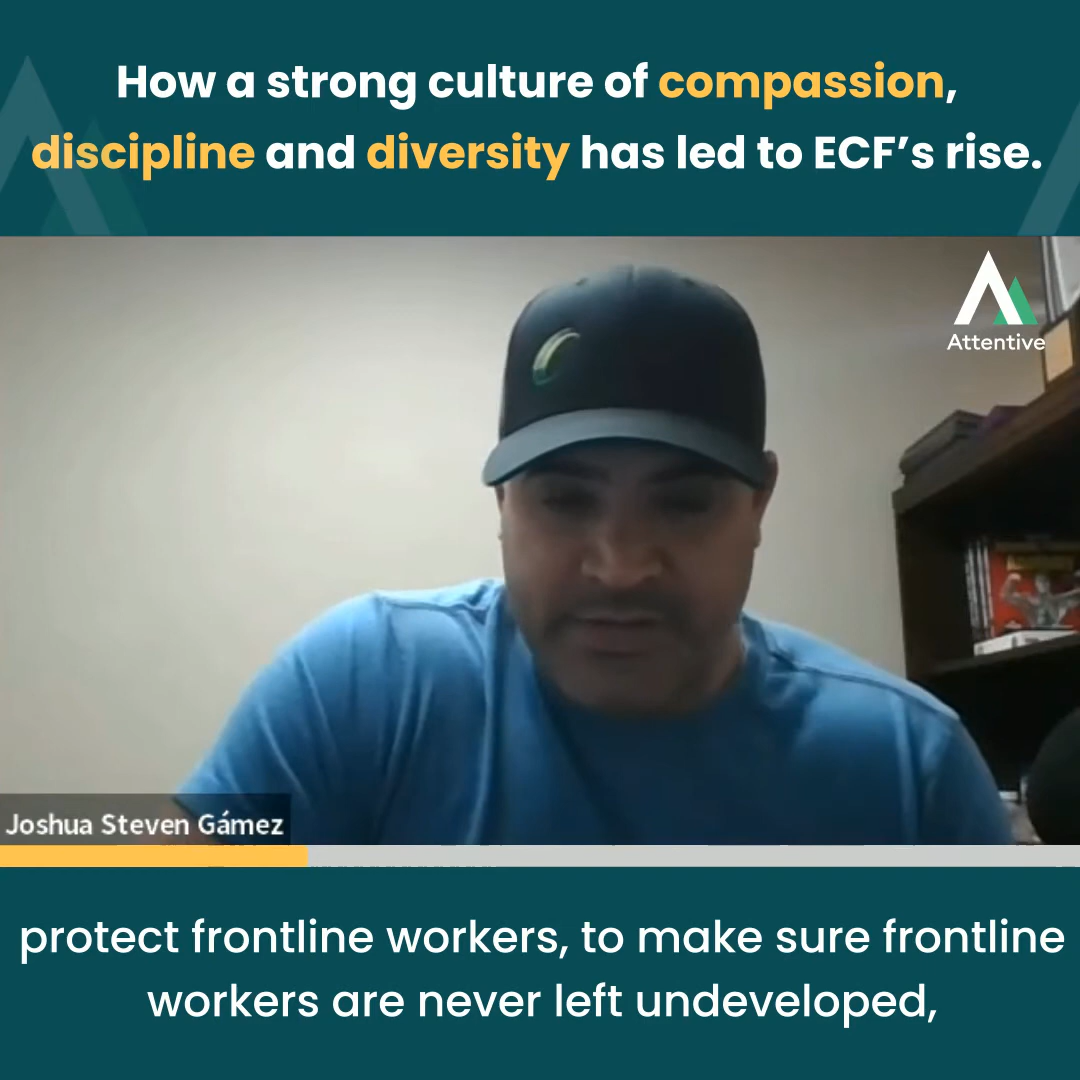 How a strong culture of compassion,
discipline and diversity has led to ECF’s rise.
Attentive
Joshua Steven Gámez
protect frontline workers, to make sure frontline
workers are never left undeveloped,